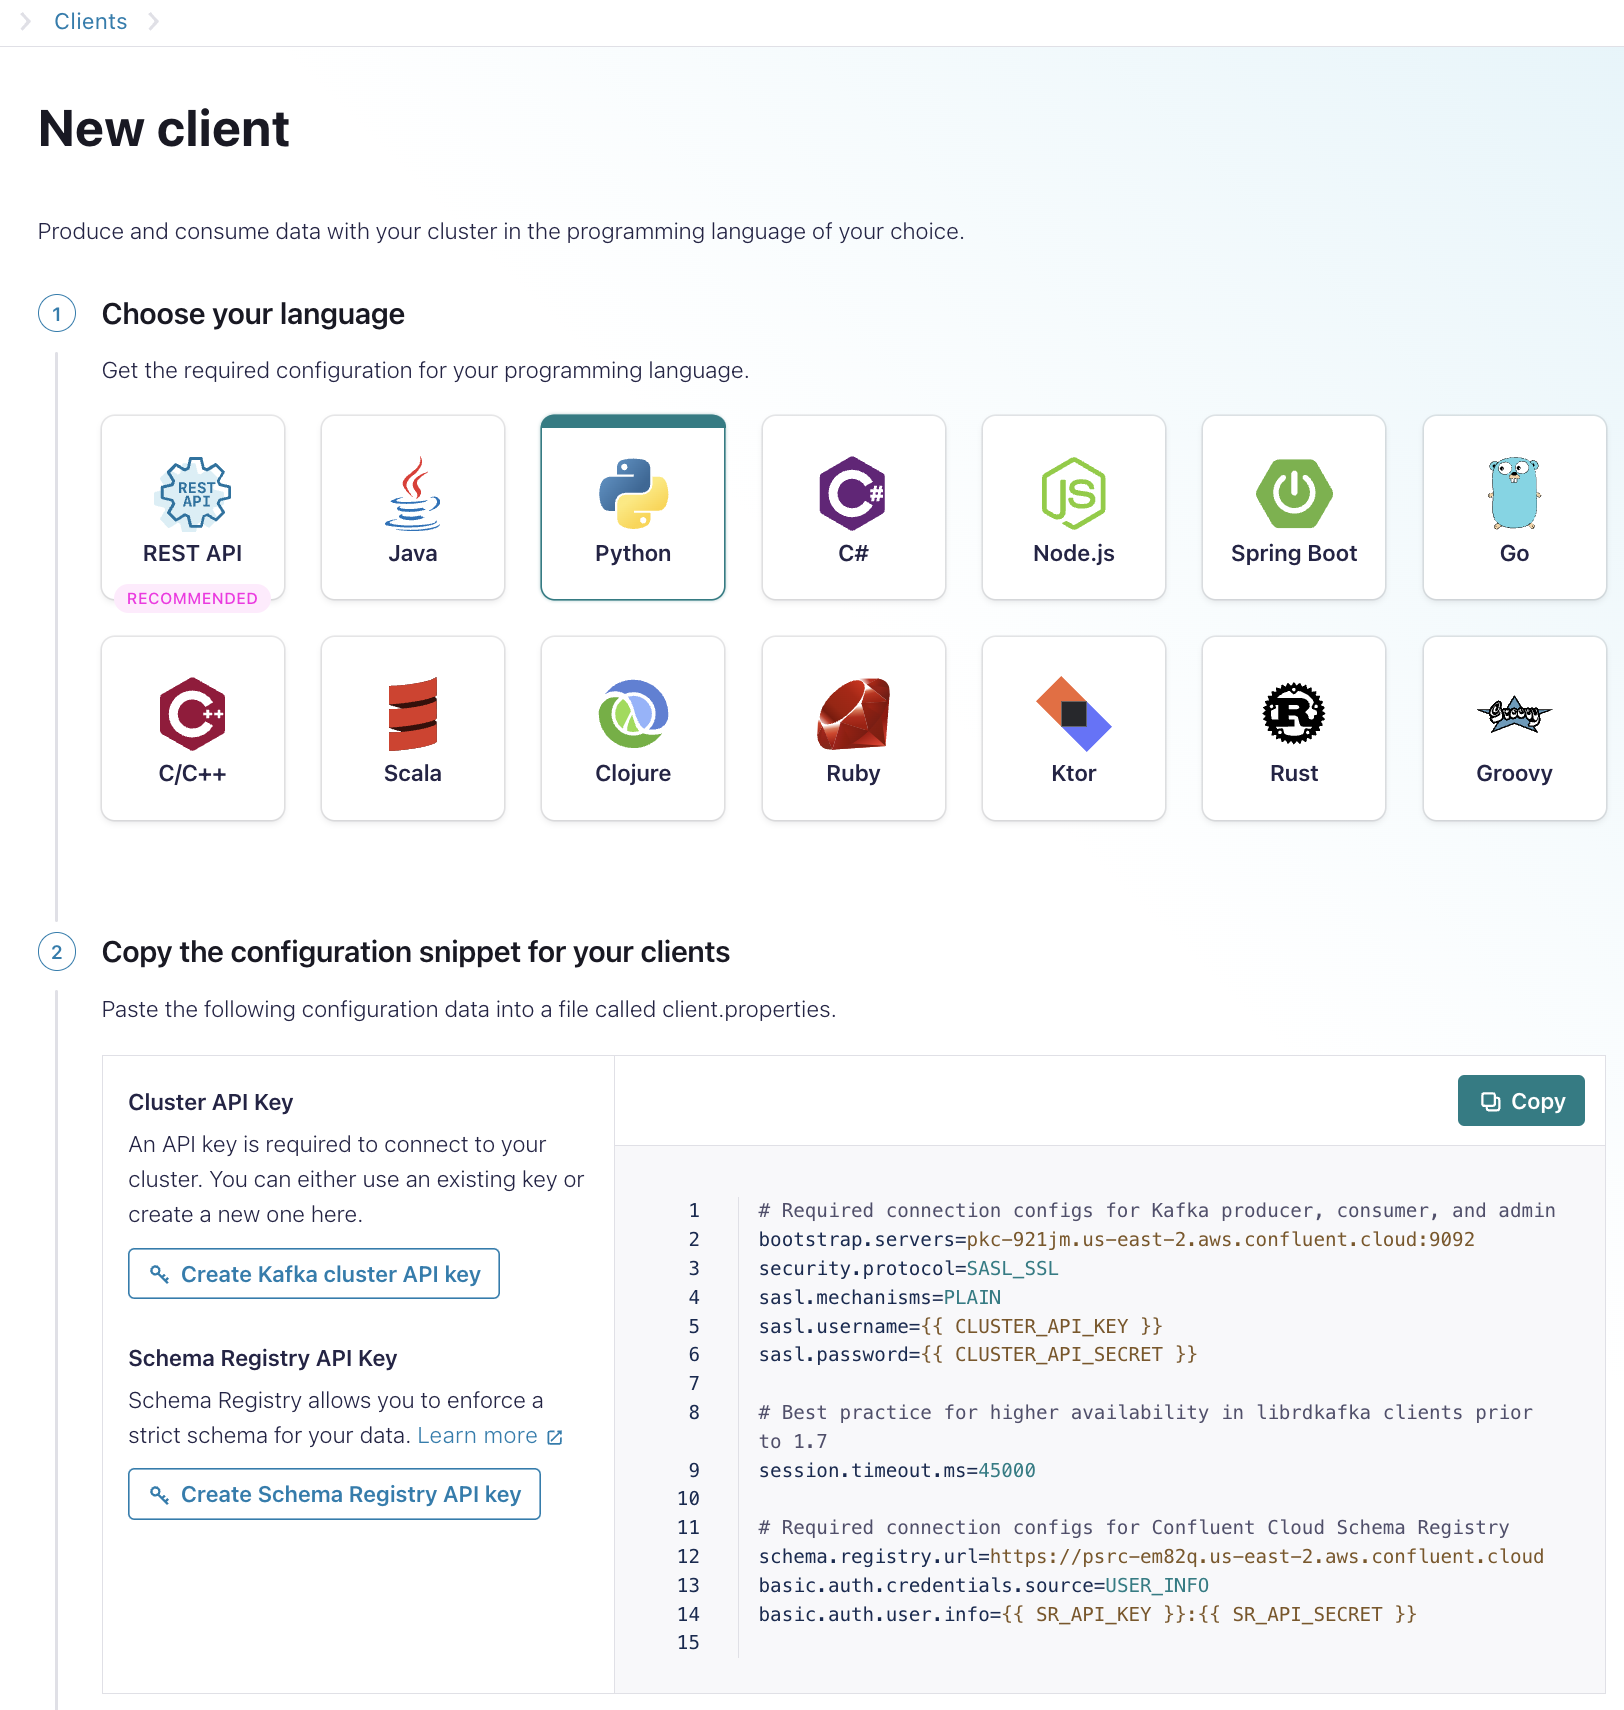 Clients
New client
Produce and consume data with your cluster in the programming language of your choice.
1
Choose your language
Get the required configuration for your programming language.
REST
API
REST API
RECOMMENDED
Java
Python
C#
JS
Node.js
Spring Boot
Go
C++
C/C++
Scala
Clojure
Ruby
Ktor
R
Rust
Groovy
Groovy
2
Copy the configuration snippet for your clients
Paste the following configuration data into a file called client.properties.
Cluster API Key
An API key is required to connect to your
cluster. You can either use an existing key or
create a new one here.
Create Kafka cluster API key
Schema Registry API Key
Schema Registry allows you to enforce a
strict schema for your data. Learn more
Create Schema Registry API key
Copy
1 # Required connection configs for Kafka producer, consumer, and admin
2 bootstrap.servers=pkc-921jm.us-east-2.aws.confluent.cloud:9092
3 security.protocol=SASL_SSL
4 sasl.mechanisms=PLAIN
5 sasl.username={{ CLUSTER_API_KEY }}
6 sasl.password={{ CLUSTER_API_SECRET }}
7
8 # Best practice for higher availability in librdkafka clients prior
to 1.7
9 session.timeout.ms=45000
10
11 # Required connection configs for Confluent Cloud Schema Registry
12 schema.registry.url=https://psrc-em82q.us-east-2.aws.confluent.cloud
13 basic.auth.credentials.source=USER_INFO
14 basic.auth.user.info={{ SR_API_KEY }}:{{ SR_API_SECRET }}
15